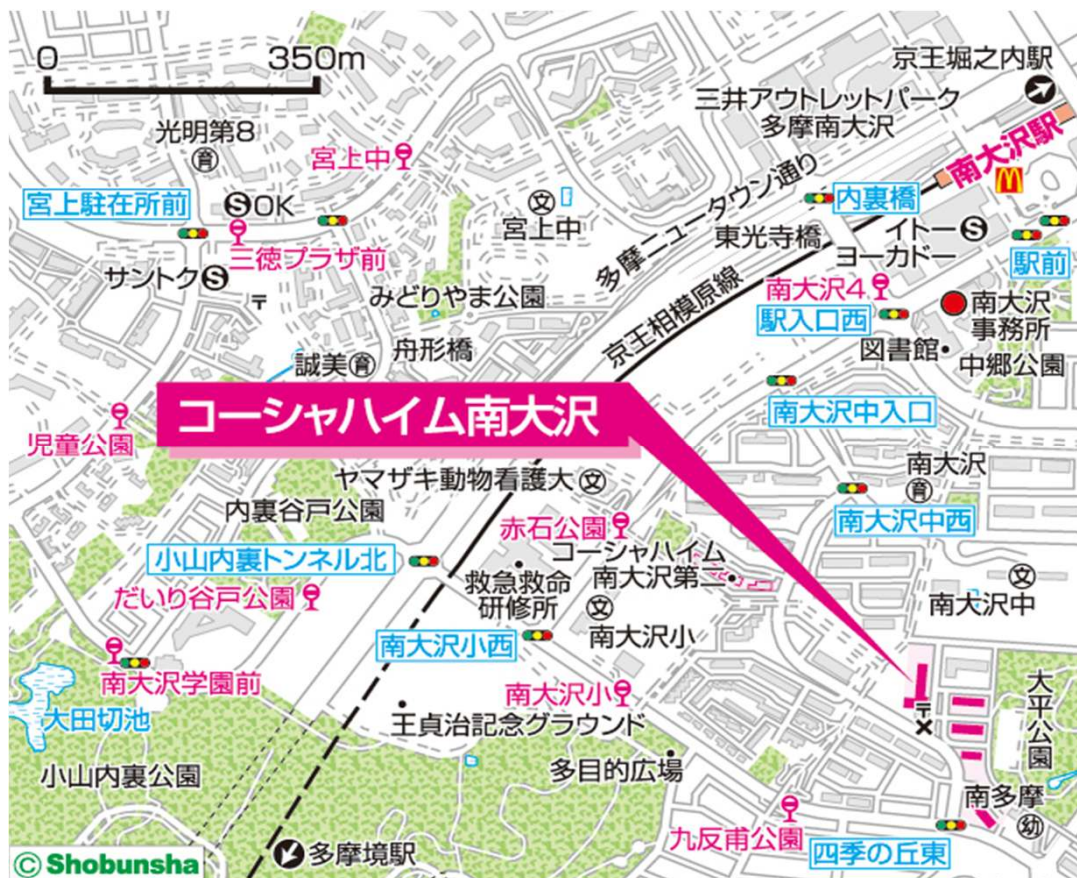 0 350m
京王堀之内駅
三井アウトレットパーク
多摩南大沢
光明第8
育
宮上中
南大沢駅
M
宮上駐在所前
S OK
文
宮上中
多摩ニュータウン通り
内裏橋
東光寺橋
イトー S
ヨーカドー
三徳プラザ前
駅前
サントク S
〒
みどりやま公園
京王相模原線
南大沢4
駅入口西
南大沢
事務所
図書館
中郷公園
舟形橋
誠美 育
コーシャハイム南大沢
南大沢中入口
児童公園
ヤマザキ動物看護大 文
南大沢
育
内裏谷戸公園
赤石公園
南大沢中西
コーシャハイム
南大沢第一
小山内裏トンネル北
救急救命
研修所
文
南大沢小
文
南大沢中
だいり谷戸公園
南大沢小西
南大沢学園前
南大沢小
大田切池
王貞治記念グラウンド
〒
大平公園
小山内裏公園
多目的広場
南多摩
幼
九反甫公園
四季の丘東
多摩境駅
© Shobunsha